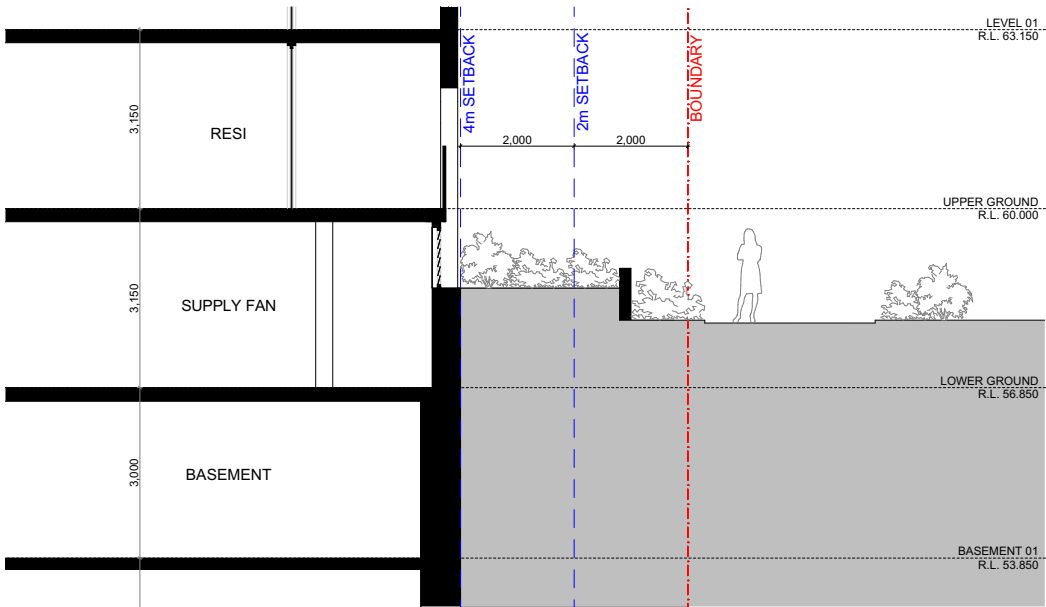 LEVEL 01
R.L. 63.150
4m SETBACK
2m SETBACK
BOUNDARY
3,150
RESI
2,000
2,000
UPPER GROUND
R.L. 60.000
3,150
SUPPLY FAN
LOWER GROUND
R.L. 56.850
3,000
BASEMENT
BASEMENT 01
R.L. 53.850